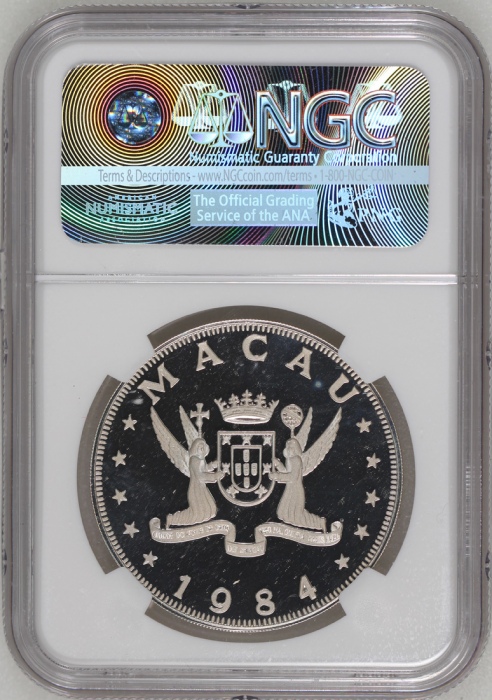 NGC
Numismatic Guaranty Corporation
Terms & Descriptions - www.NGCcoin.com/terms • 1-800-NGC-COIN
NUMISMATIC
The Official Grading
Service of the ANA
PNG
MACAU
1984